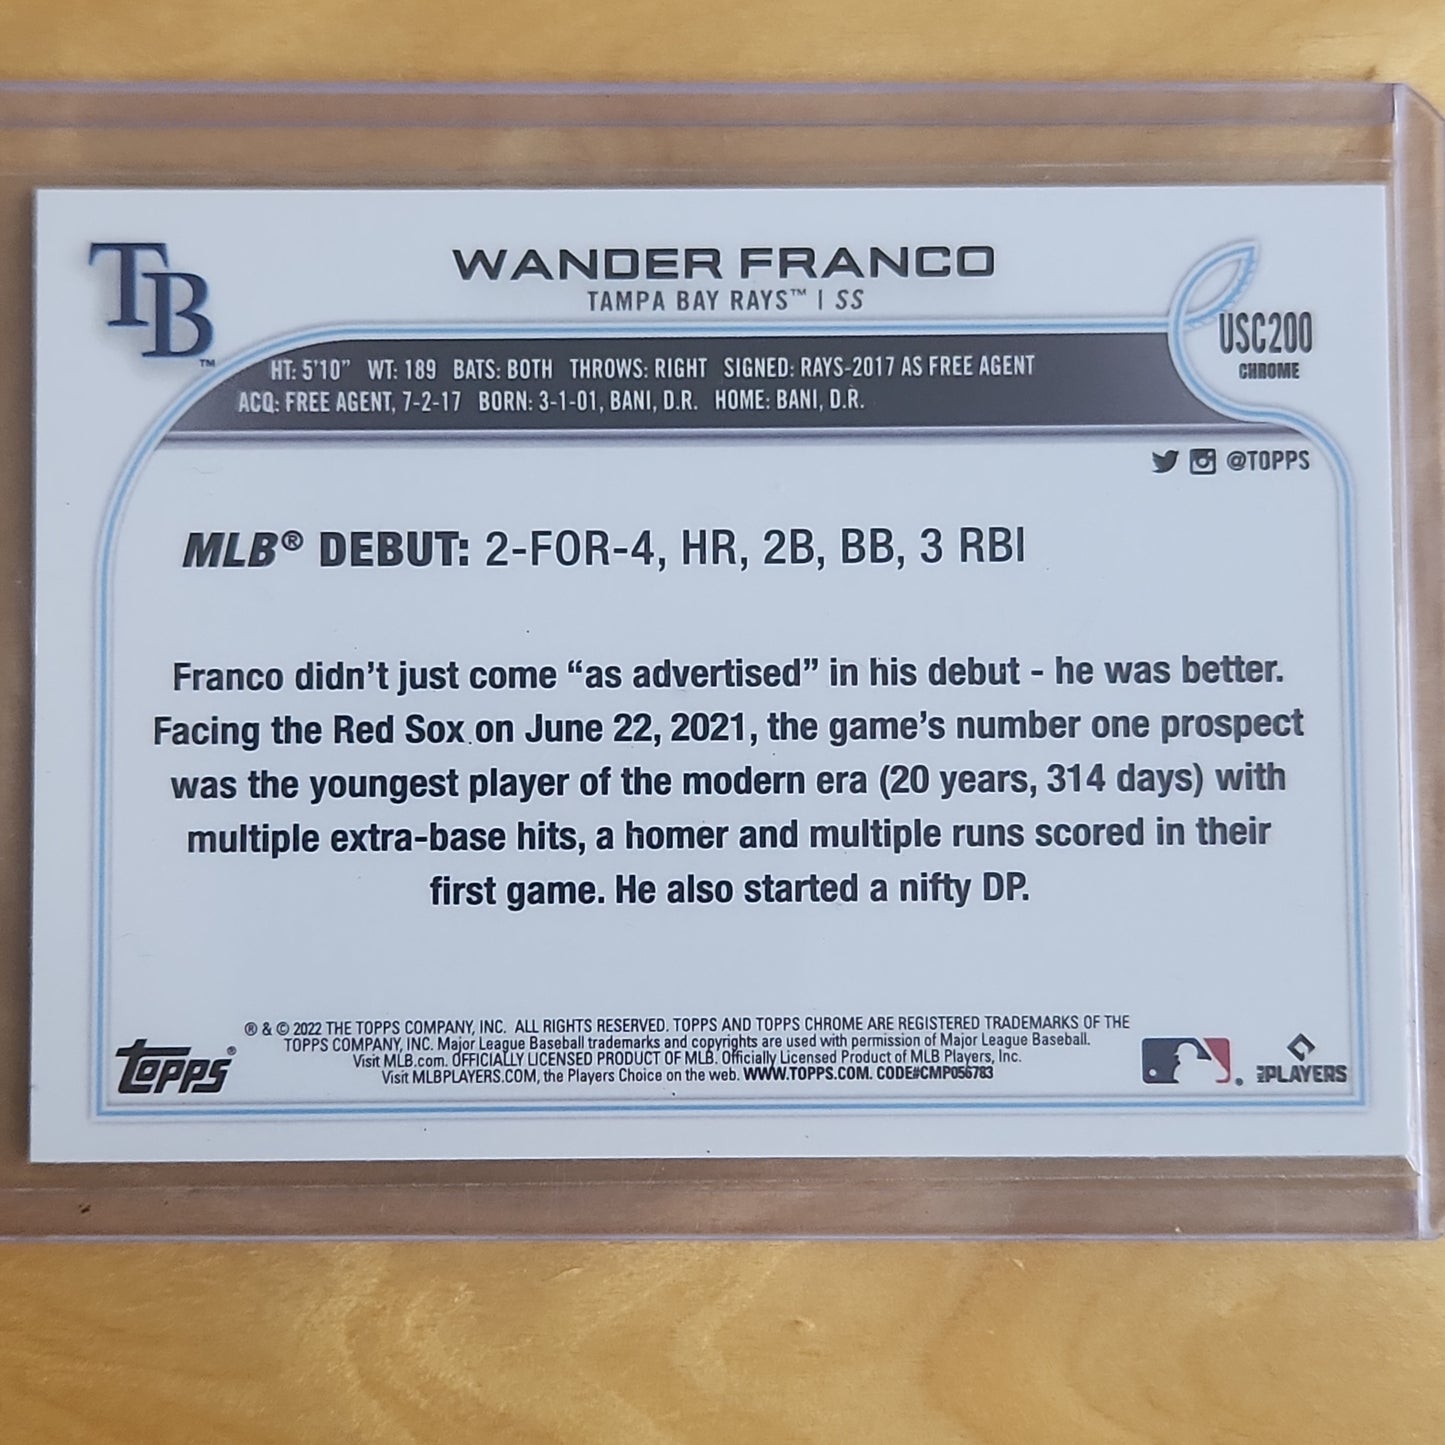 TB™
WANDER FRANCO
TAMPA BAY RAYS™ | SS
USC200
CHROME
HT: 5'10" WT: 189 BATS: BOTH THROWS: RIGHT SIGNED: RAYS-2017 AS FREE AGENT
ACQ: FREE AGENT, 7-2-17 BORN: 3-1-01, BANI, D.R. HOME: BANI, D.R.
@TOPPS
MLB® DEBUT: 2-FOR-4, HR, 2B, BB, 3 RBI
Franco didn't just come "as advertised" in his debut - he was better.
Facing the Red Sox on June 22, 2021, the game's number one prospect
was the youngest player of the modern era (20 years, 314 days) with
multiple extra-base hits, a homer and multiple runs scored in their
first game. He also started a nifty DP.
® & © 2022 THE TOPPS COMPANY, INC. ALL RIGHTS RESERVED. TOPPS AND TOPPS CHROME ARE REGISTERED TRADEMARKS OF THE
TOPPS COMPANY, INC. Major League Baseball trademarks and copyrights are used with permission of Major League Baseball.
Visit MLB.com. OFFICIALLY LICENSED PRODUCT OF MLB. Officially Licensed Product of MLB Players, Inc.
Visit MLBPLAYERS.COM, the Players Choice on the web. WWW.TOPPS.COM. CODE#CMP056783
TOPPS®
MLB PLAYERS